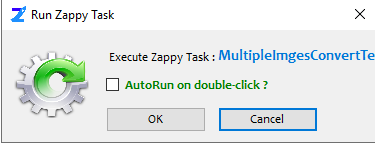 Run Zappy Task
Execute Zappy Task : MultipleImgesConvertTe
AutoRun on double-click ?
OK Cancel